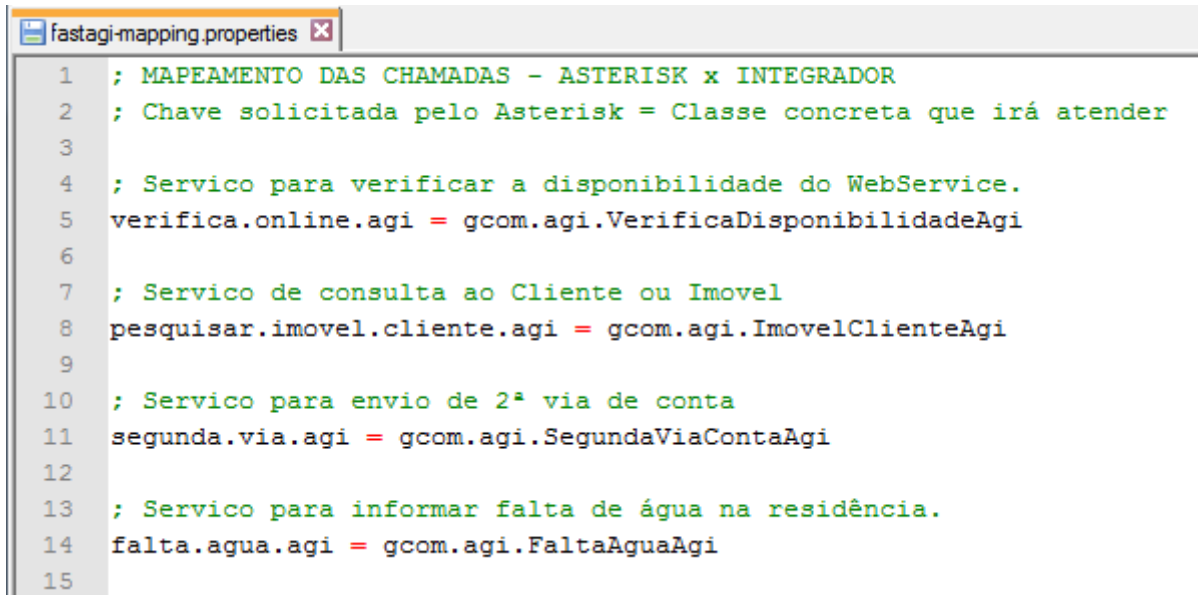 fastagi-mapping.properties
1 ; MAPEAMENTO DAS CHAMADAS - ASTERISK x INTEGRADOR
2 ; Chave solicitada pelo Asterisk = Classe concreta que irá atender
3
4 ; Servico para verificar a disponibilidade do WebService.
5 verifica.online.agi = gcom.agi.VerificaDisponibilidadeAgi
6
7 ; Servico de consulta ao Cliente ou Imovel
8 pesquisar.imovel.cliente.agi = gcom.agi.ImovelClienteAgi
9
10 ; Servico para envio de 2ª via de conta
11 segunda.via.agi = gcom.agi.SegundaViaContaAgi
12
13 ; Servico para informar falta de água na residência.
14 falta.agua.agi = gcom.agi.FaltaAguaAgi
15